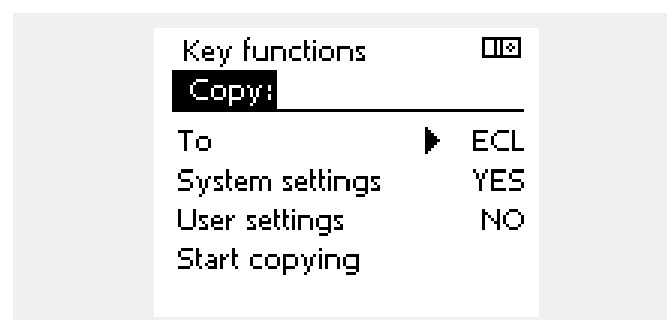 Key functions
Copy:
To ECL
System settings YES
User settings NO
Start copying